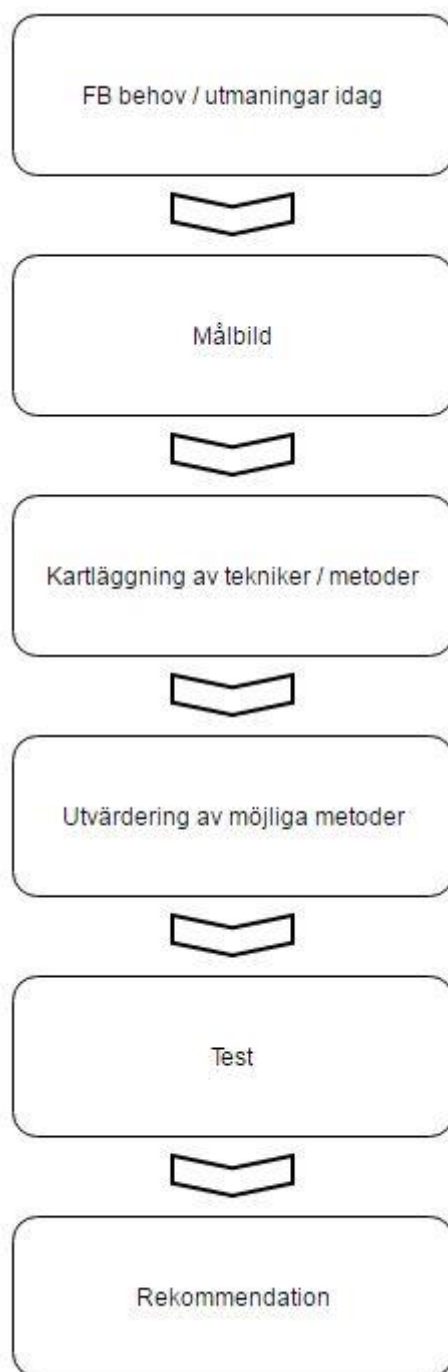 FB behov / utmaningar idag
Målbild
Kartläggning av tekniker / metoder
Utvärdering av möjliga metoder
Test
Rekommendation